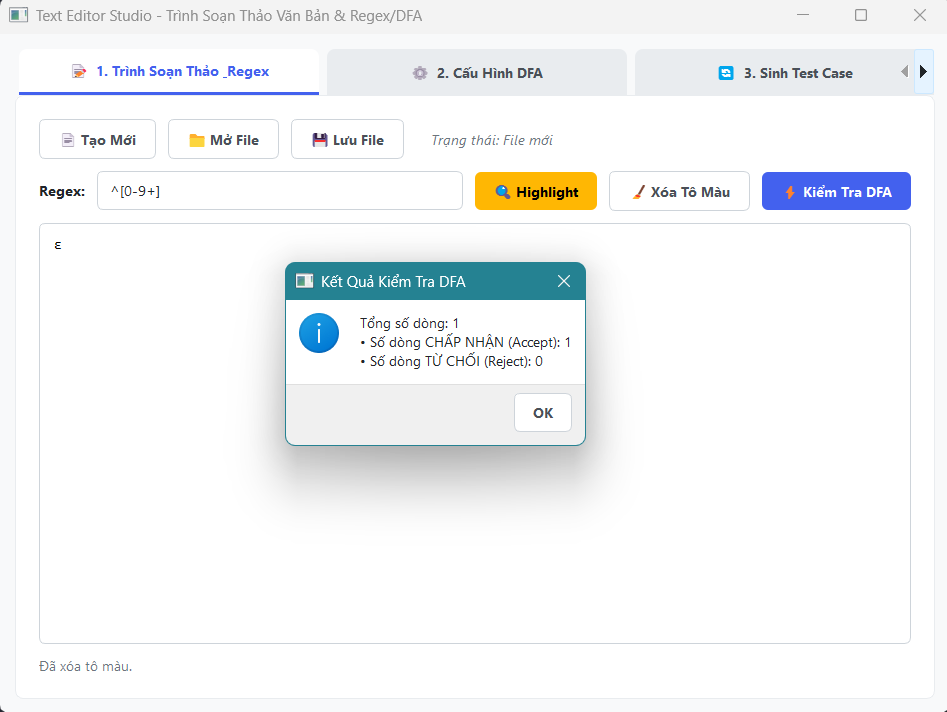 Text Editor Studio - Trình Soạn Thảo Văn Bản & Regex/DFA
1. Trình Soạn Thảo _Regex
2. Cấu Hình DFA
3. Sinh Test Case
Tạo Mới
Mở File
Lưu File
Trạng thái: File mới
Regex:
^[0-9+]
Highlight
Xóa Tô Màu
Kiểm Tra DFA
ε
Kết Quả Kiểm Tra DFA
Tổng số dòng: 1
• Số dòng CHẤP NHẬN (Accept): 1
• Số dòng TỪ CHỐI (Reject): 0
OK
Đã xóa tô màu.